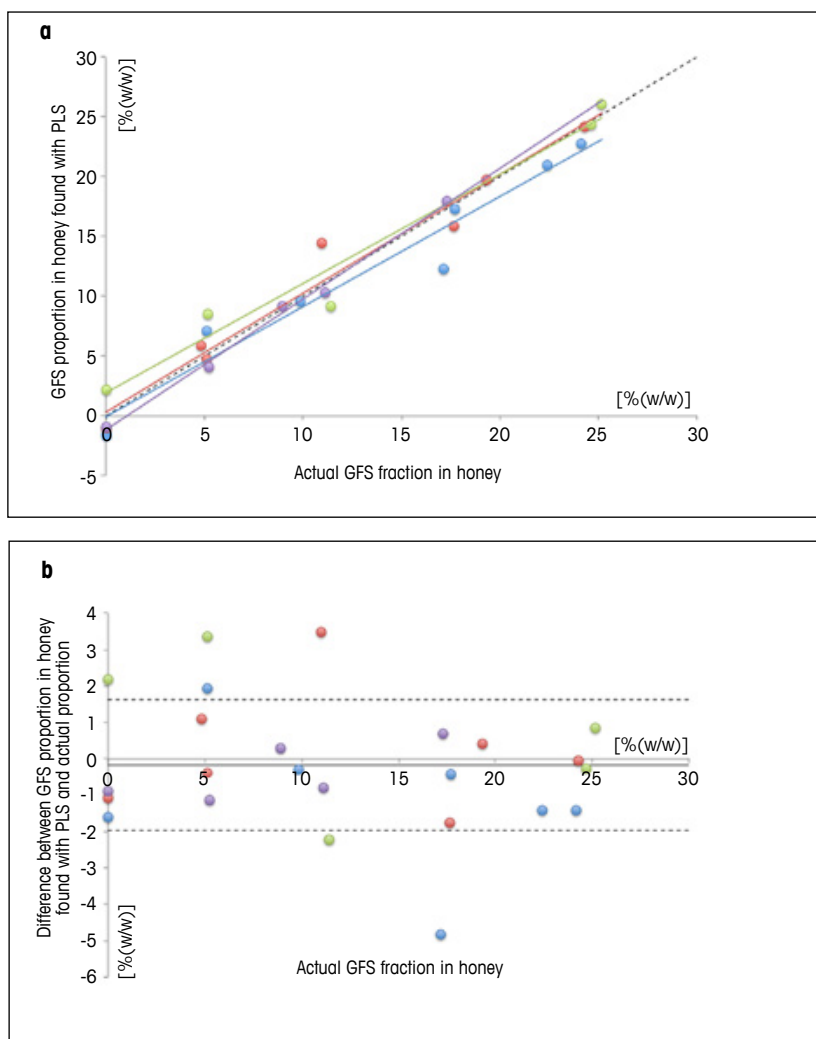 a
30
25
20
15
10
5
0
-5
[%(w/w)]
GFS proportion in honey found with PLS
0
5
10
15
20
25
30
[%(w/w)]
Actual GFS fraction in honey
b
4
3
2
1
0
-1
-2
-3
-4
-5
-6
Difference between GFS proportion in honey
found with PLS and actual proportion
[%(w/w)]
[%(w/w)]
5
10
15
20
25
30
Actual GFS fraction in honey